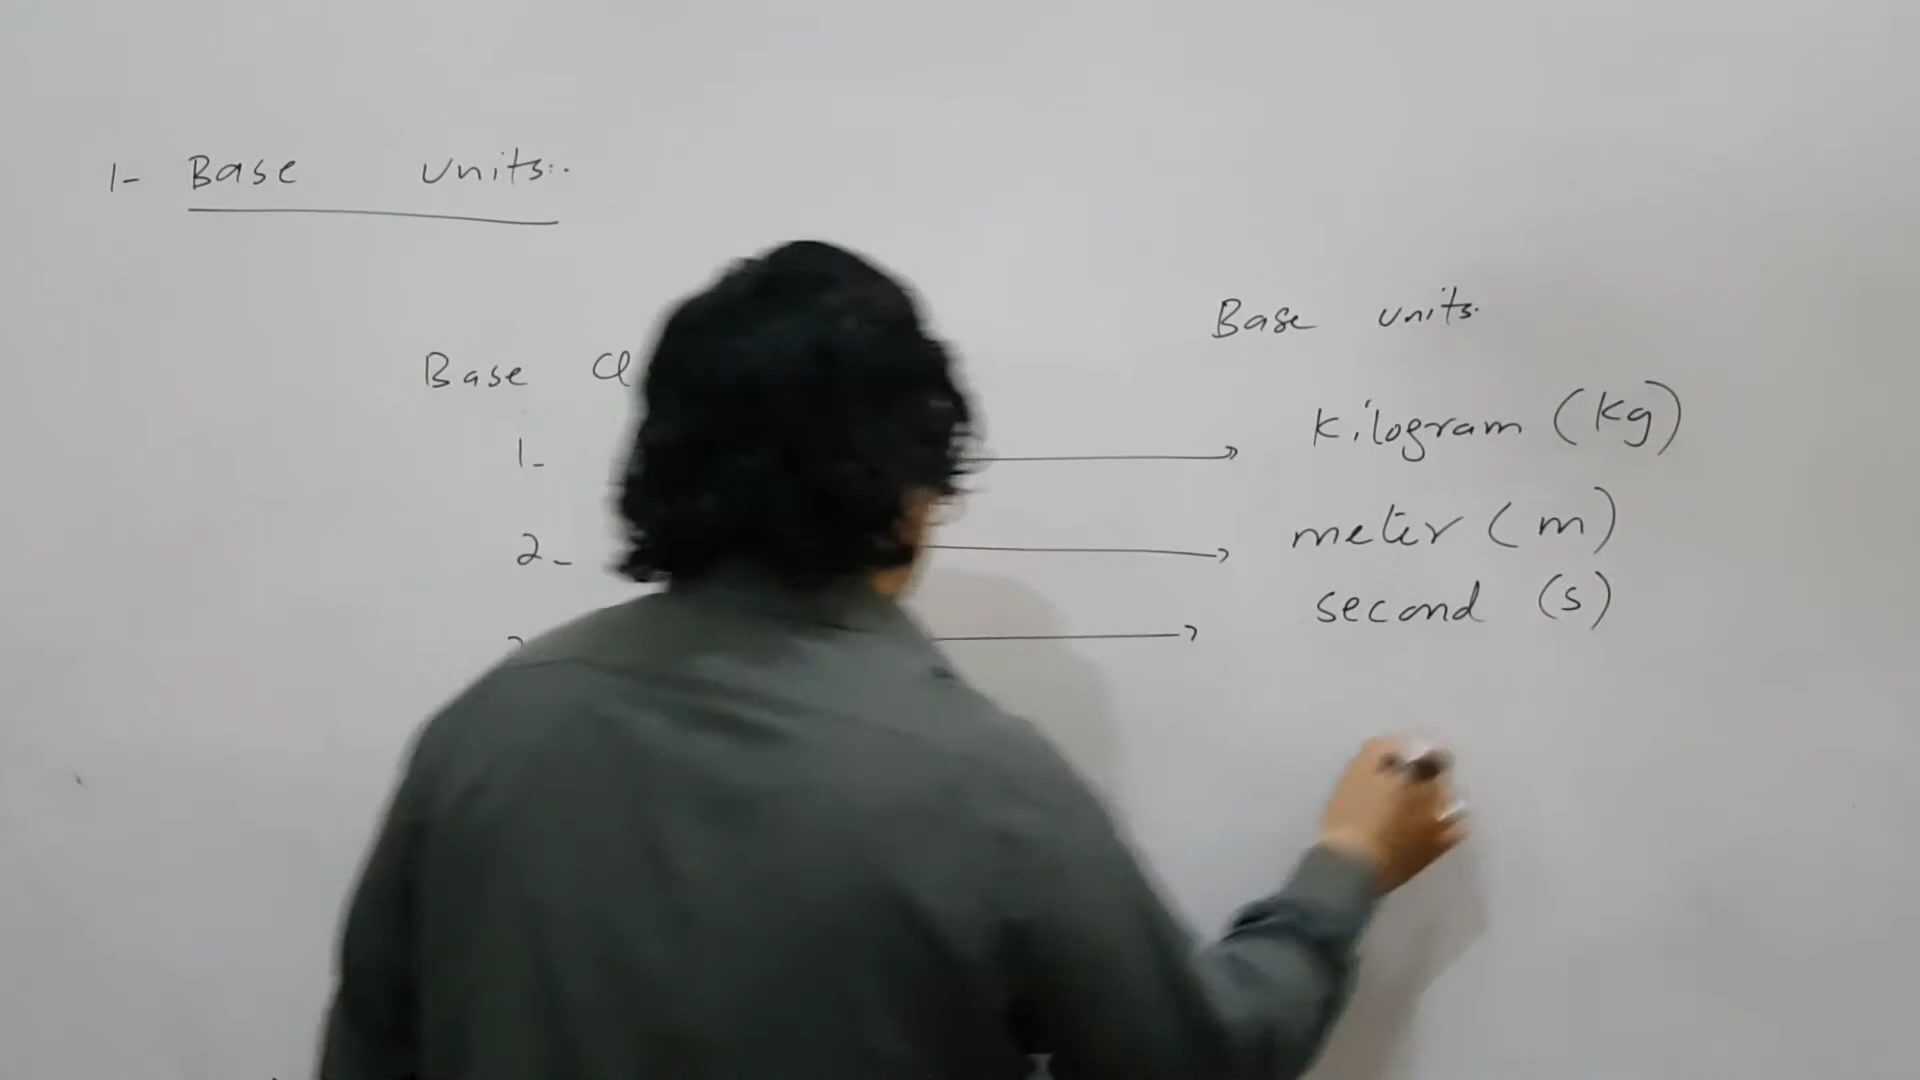 1- Base units:-
Base units.
Base
1- → kilogram (kg)
2- → meter (m)
→ second (s)